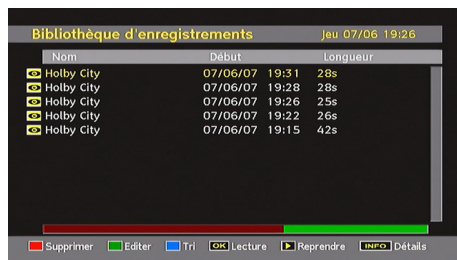 Bibliothèque d'enregistrements Jeu 07/06 19:26
Nom Début Longueur
Holby City 07/06/07 19:31 28s
Holby City 07/06/07 19:28 28s
Holby City 07/06/07 19:26 25s
Holby City 07/06/07 19:22 26s
Holby City 07/06/07 19:15 42s
Supprimer Editer Tri OK Lecture Reprendre INFO Détails